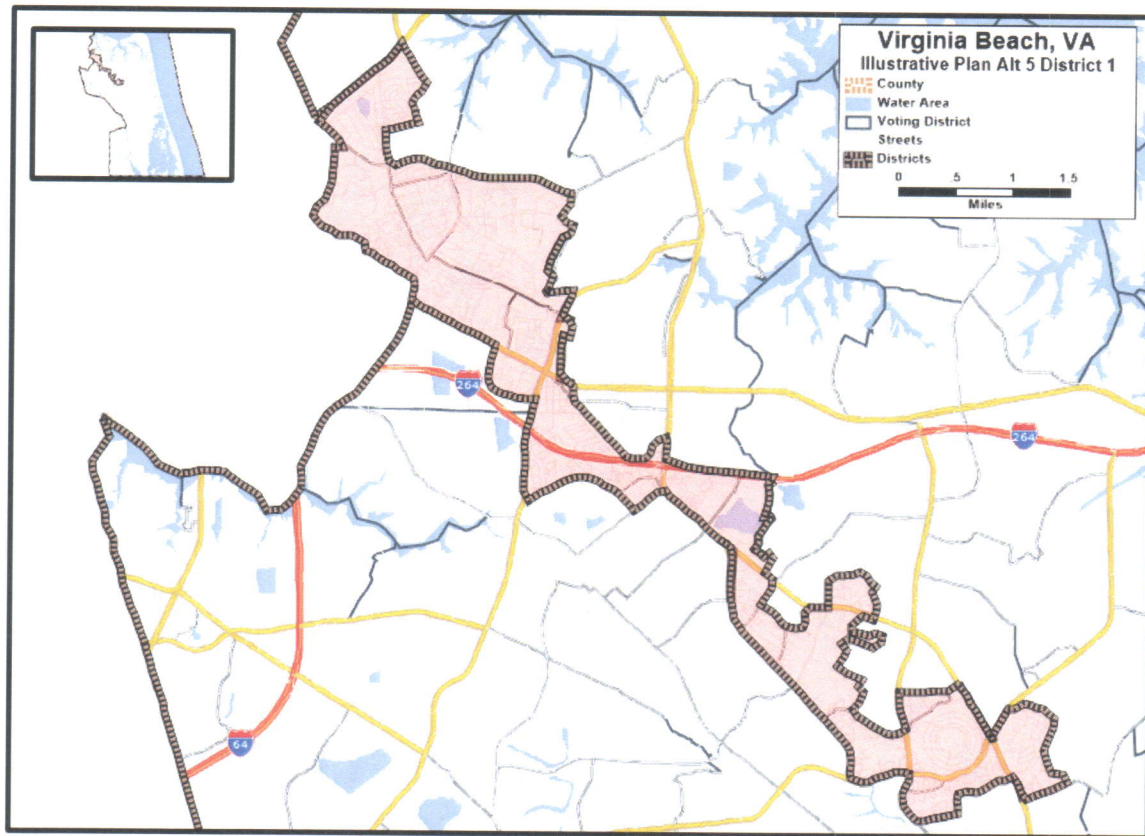 Virginia Beach, VA
Illustrative Plan Alt 5 District 1
County
Water Area
Voting District
Streets
Districts
0 .5 1 1.5
Miles
264
264
64